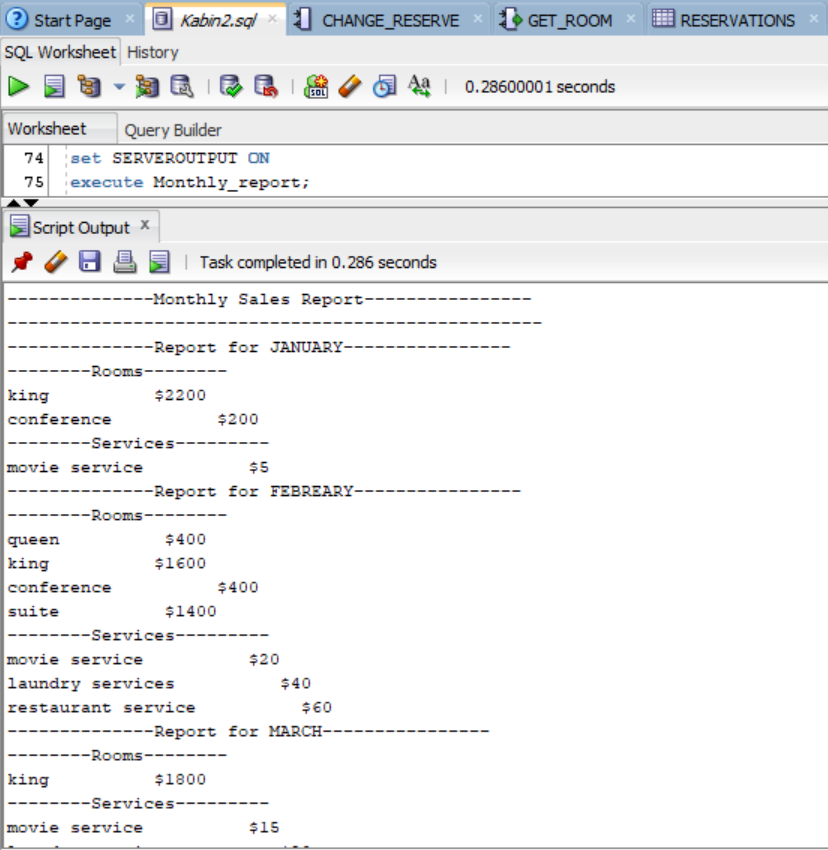 Start Page Kabin2.sql CHANGE_RESERVE GET_ROOM RESERVATIONS
SQL Worksheet History
0.28600001 seconds
Worksheet Query Builder
74 set SERVEROUTPUT ON
75 execute Monthly_report;
Script Output x
Task completed in 0.286 seconds
--------------Monthly Sales Report----------------
---------------------------------------------------
--------------Report for JANUARY----------------
--------Rooms--------
king $2200
conference $200
--------Services---------
movie service $5
--------------Report for FEBREARY----------------
--------Rooms--------
queen $400
king $1600
conference $400
suite $1400
--------Services---------
movie service $20
laundry services $40
restaurant service $60
--------------Report for MARCH----------------
--------Rooms--------
king $1800
--------Services---------
movie service $15